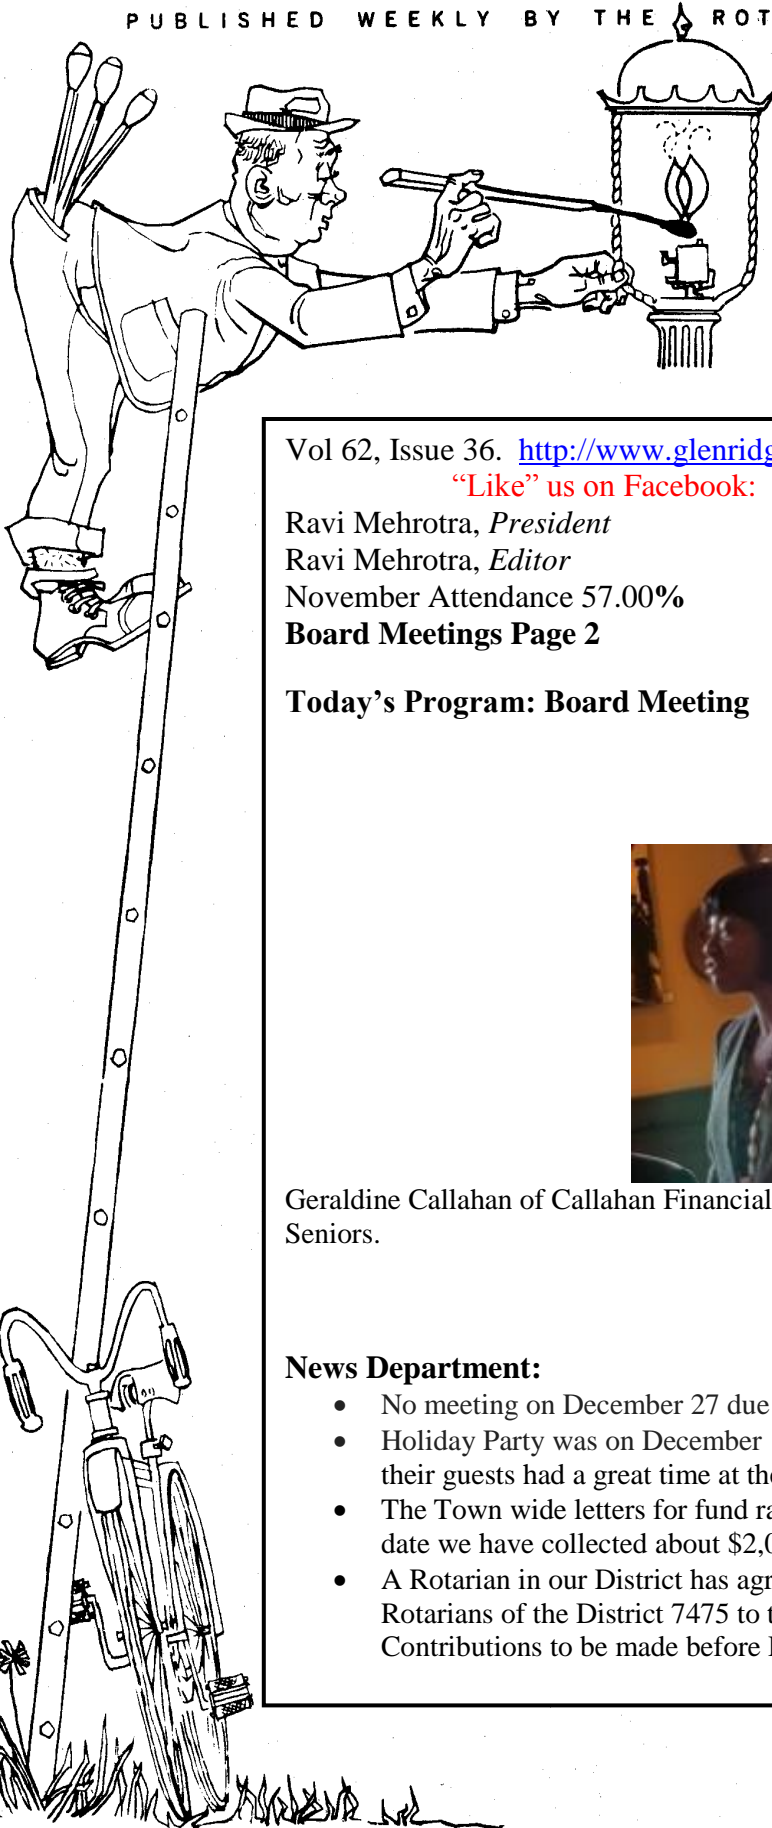 PUBLISHED WEEKLY BY THE ROT
Vol 62, Issue 36. http://www.glenridg
“Like” us on Facebook:
Ravi Mehrotra, President
Ravi Mehrotra, Editor
November Attendance 57.00%
Board Meetings Page 2
Today’s Program: Board Meeting
Geraldine Callahan of Callahan Financial
Seniors.
News Department:
• No meeting on December 27 due
• Holiday Party was on December
their guests had a great time at the
• The Town wide letters for fund ra
date we have collected about $2,0
• A Rotarian in our District has agr
Rotarians of the District 7475 to t
Contributions to be made before